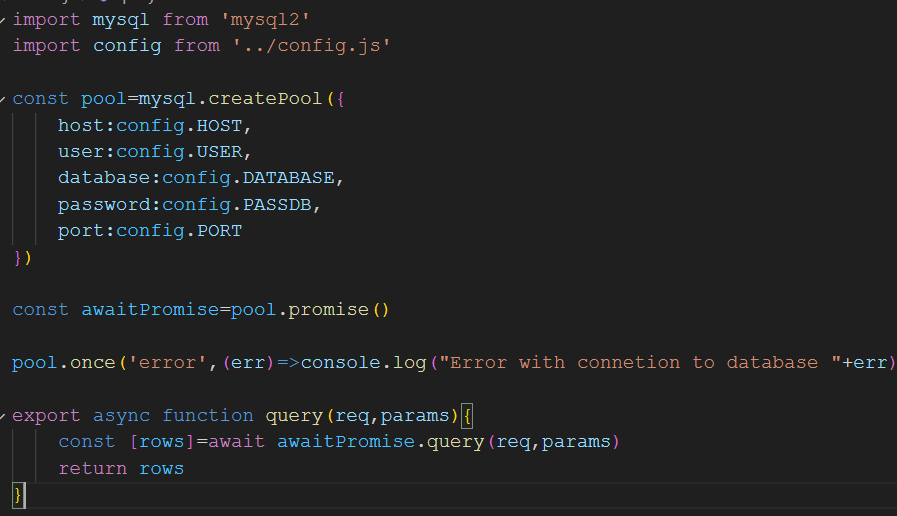 import mysql from 'mysql2'
import config from '../config.js'
const pool=mysql.createPool({
host:config.HOST,
user:config.USER,
database:config.DATABASE,
password:config.PASSDB,
port:config.PORT
})
const awaitPromise=pool.promise()
pool.once('error',(err)=>console.log("Error with connetion to database "+err)
export async function query(req,params){
const [rows]=await awaitPromise.query(req,params)
return rows
}